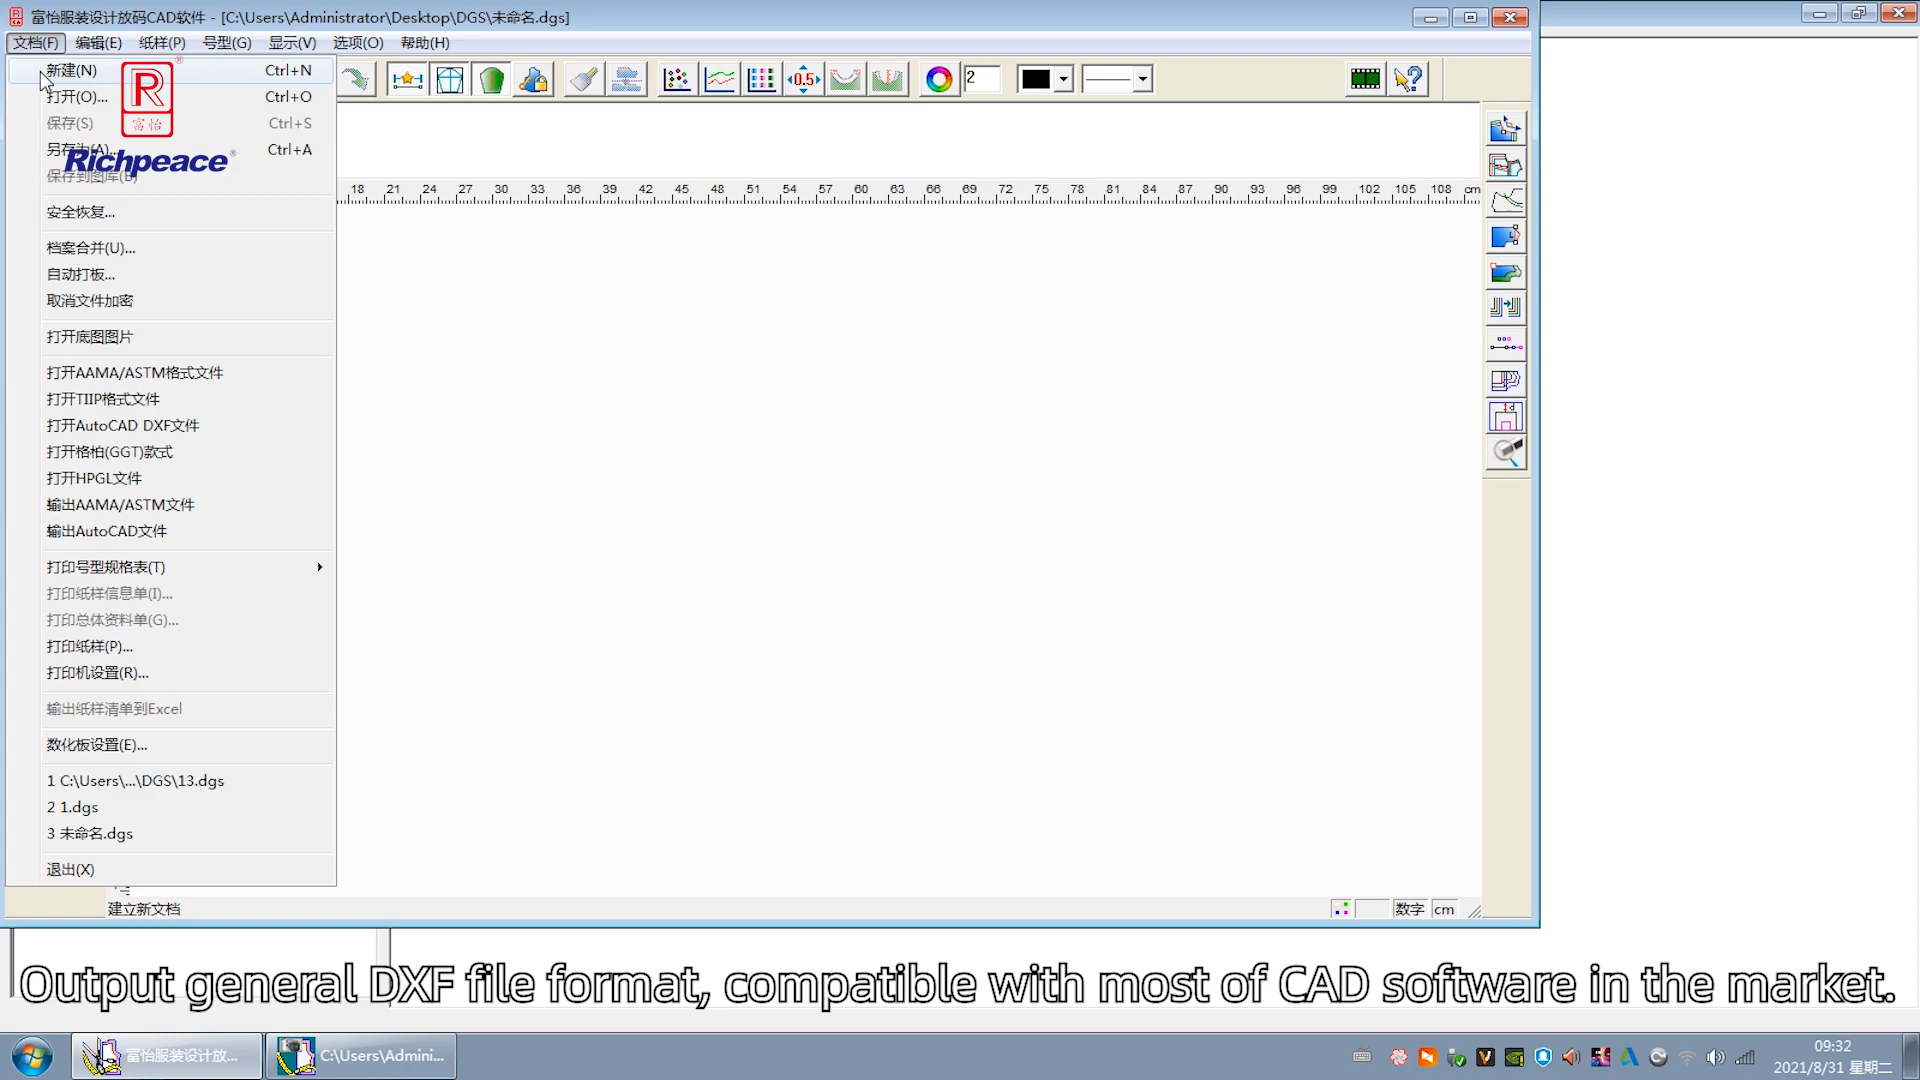 富怡服装设计放码CAD软件 - [C:\Users\Administrator\Desktop\DGS\未命名.dgs]
文档(F) 编辑(E) 纸样(P) 号型(G) 显示(V) 选项(O) 帮助(H)
新建(N) Ctrl+N
打开(O)... Ctrl+O
保存(S) Ctrl+S
另存为(A)... Ctrl+A
保存到图库(B)
R
富怡
Richpeace
®
安全恢复...
档案合并(U)...
自动打板...
取消文件加密
打开底图图片
打开AAMA/ASTM格式文件
打开TIIP格式文件
打开AutoCAD DXF文件
打开格柏(GGT)款式
打开HPGL文件
输出AAMA/ASTM文件
输出AutoCAD文件
打印号型规格表(T)
打印纸样信息单(I)...
打印总体资料单(G)...
打印纸样(P)...
打印机设置(R)...
输出纸样清单到Excel
数化板设置(E)...
1 C:\Users\...\DGS\13.dgs
2 1.dgs
3 未命名.dgs
退出(X)
0.5
2
18 21 24 27 30 33 36 39 42 45 48 51 54 57 60 63 66 69 72 75 78 81 84 87 90 93 96 99 102 105 108 cm
建立新文档
数字 cm
Output general DXF file format, compatible with most of CAD software in the market.
富怡服装设计放...
C:\Users\Admini...
09:32
2021/8/31 星期二